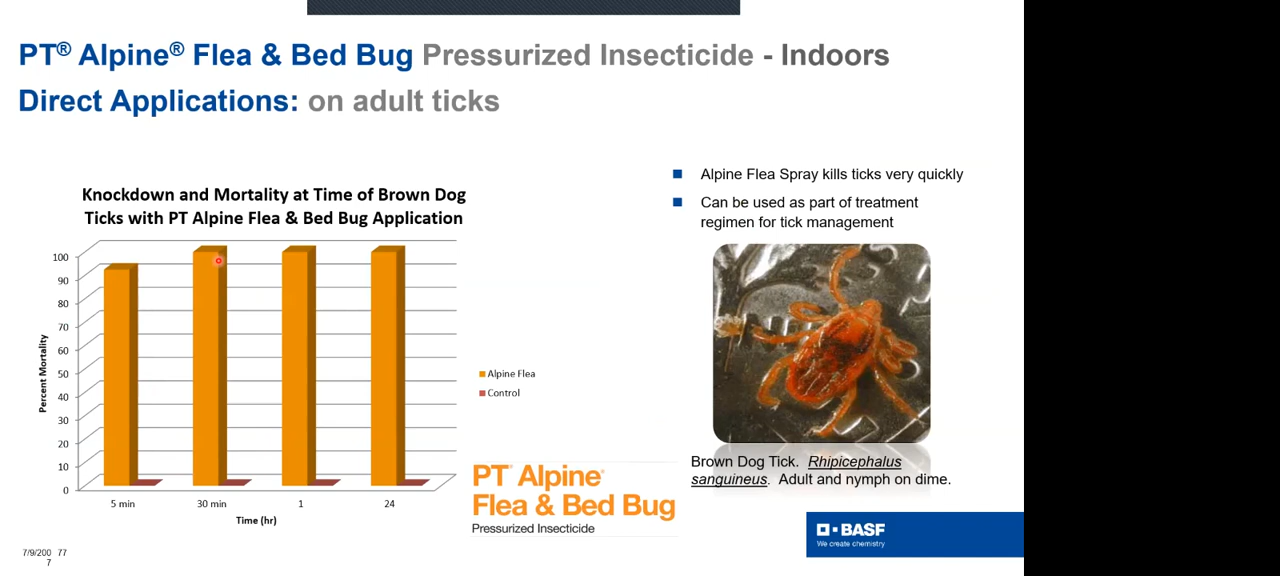 PT® Alpine® Flea & Bed Bug Pressurized Insecticide - Indoors
Direct Applications: on adult ticks
Knockdown and Mortality at Time of Brown Dog
Ticks with PT Alpine Flea & Bed Bug Application
100
90
80
70
60
50
40
30
20
10
0
Percent Mortality
5 min
30 min
1
24
Time (hr)
Alpine Flea
Control
Alpine Flea Spray kills ticks very quickly
Can be used as part of treatment
regimen for tick management
Brown Dog Tick. Rhipicephalus
sanguineus. Adult and nymph on dime.
PT® Alpine®
Flea & Bed Bug
Pressurized Insecticide
BASF
We create chemistry
7/9/200 77
7